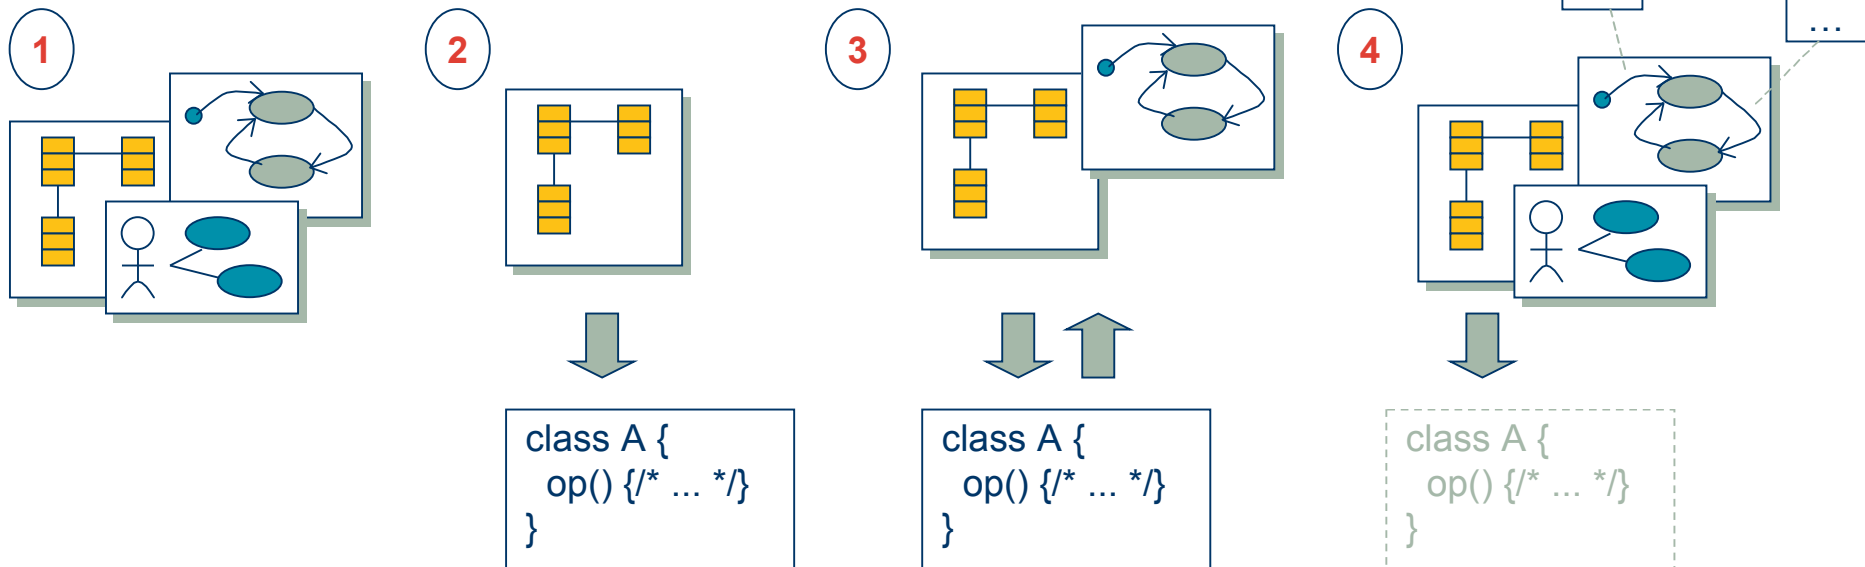 1
2
3
4
...
class A {
op() {/* ... */}
}
class A {
op() {/* ... */}
}
class A {
op() {/* ... */}
}